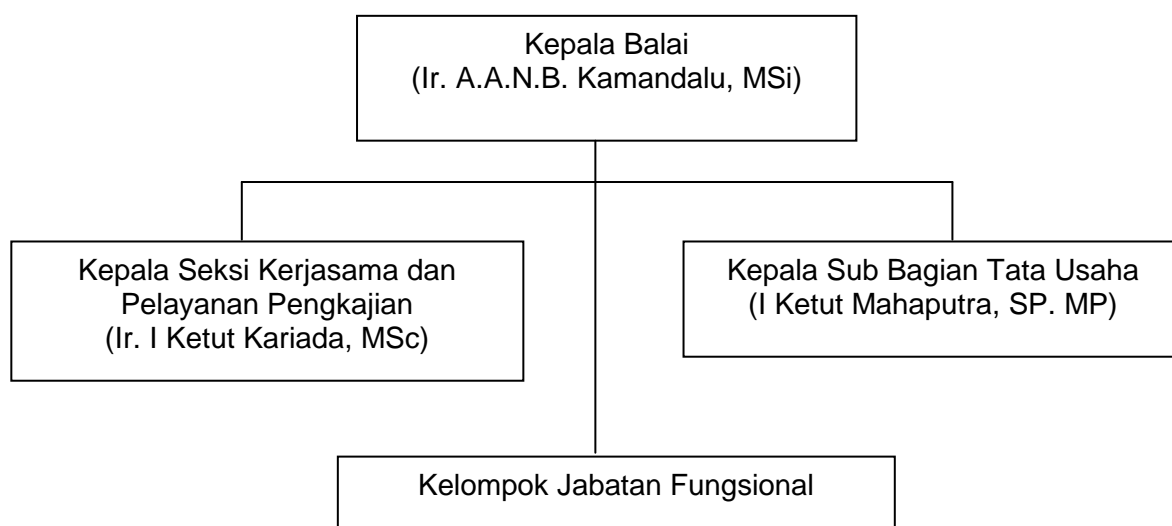 Kepala Balai
(Ir. A.A.N.B. Kamandalu, MSi)
Kepala Seksi Kerjasama dan
Pelayanan Pengkajian
(Ir. I Ketut Kariada, MSc)
Kepala Sub Bagian Tata Usaha
(I Ketut Mahaputra, SP. MP)
Kelompok Jabatan Fungsional